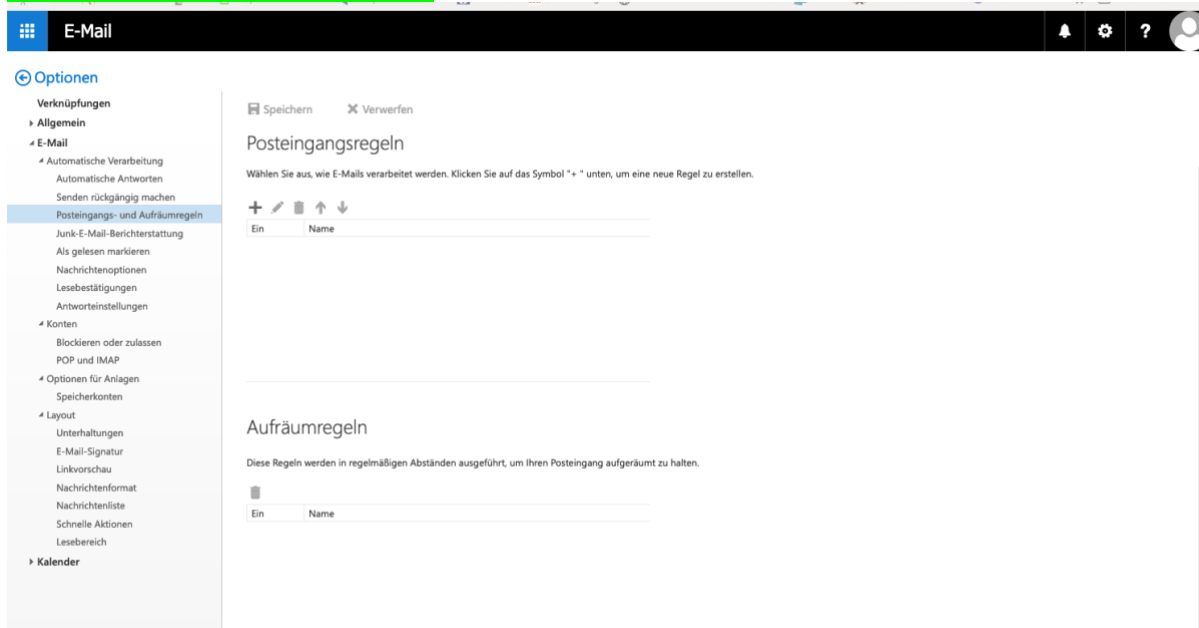 E-Mail
?
Optionen
Verknüpfungen
Allgemein
E-Mail
Automatische Verarbeitung
Automatische Antworten
Senden rückgängig machen
Posteingangs- und Aufräumregeln
Junk-E-Mail-Berichterstattung
Als gelesen markieren
Nachrichtenoptionen
Lesebestätigungen
Antworteinstellungen
Konten
Blockieren oder zulassen
POP und IMAP
Optionen für Anlagen
Speicherkonten
Layout
Unterhaltungen
E-Mail-Signatur
Linkvorschau
Nachrichtenformat
Nachrichtenliste
Schnelle Aktionen
Lesebereich
Kalender
Speichern Verwerfen
Posteingangsregeln
Wählen Sie aus, wie E-Mails verarbeitet werden. Klicken Sie auf das Symbol "+ " unten, um eine neue Regel zu erstellen.
Ein Name
Aufräumregeln
Diese Regeln werden in regelmäßigen Abständen ausgeführt, um Ihren Posteingang aufgeräumt zu halten.
Ein Name